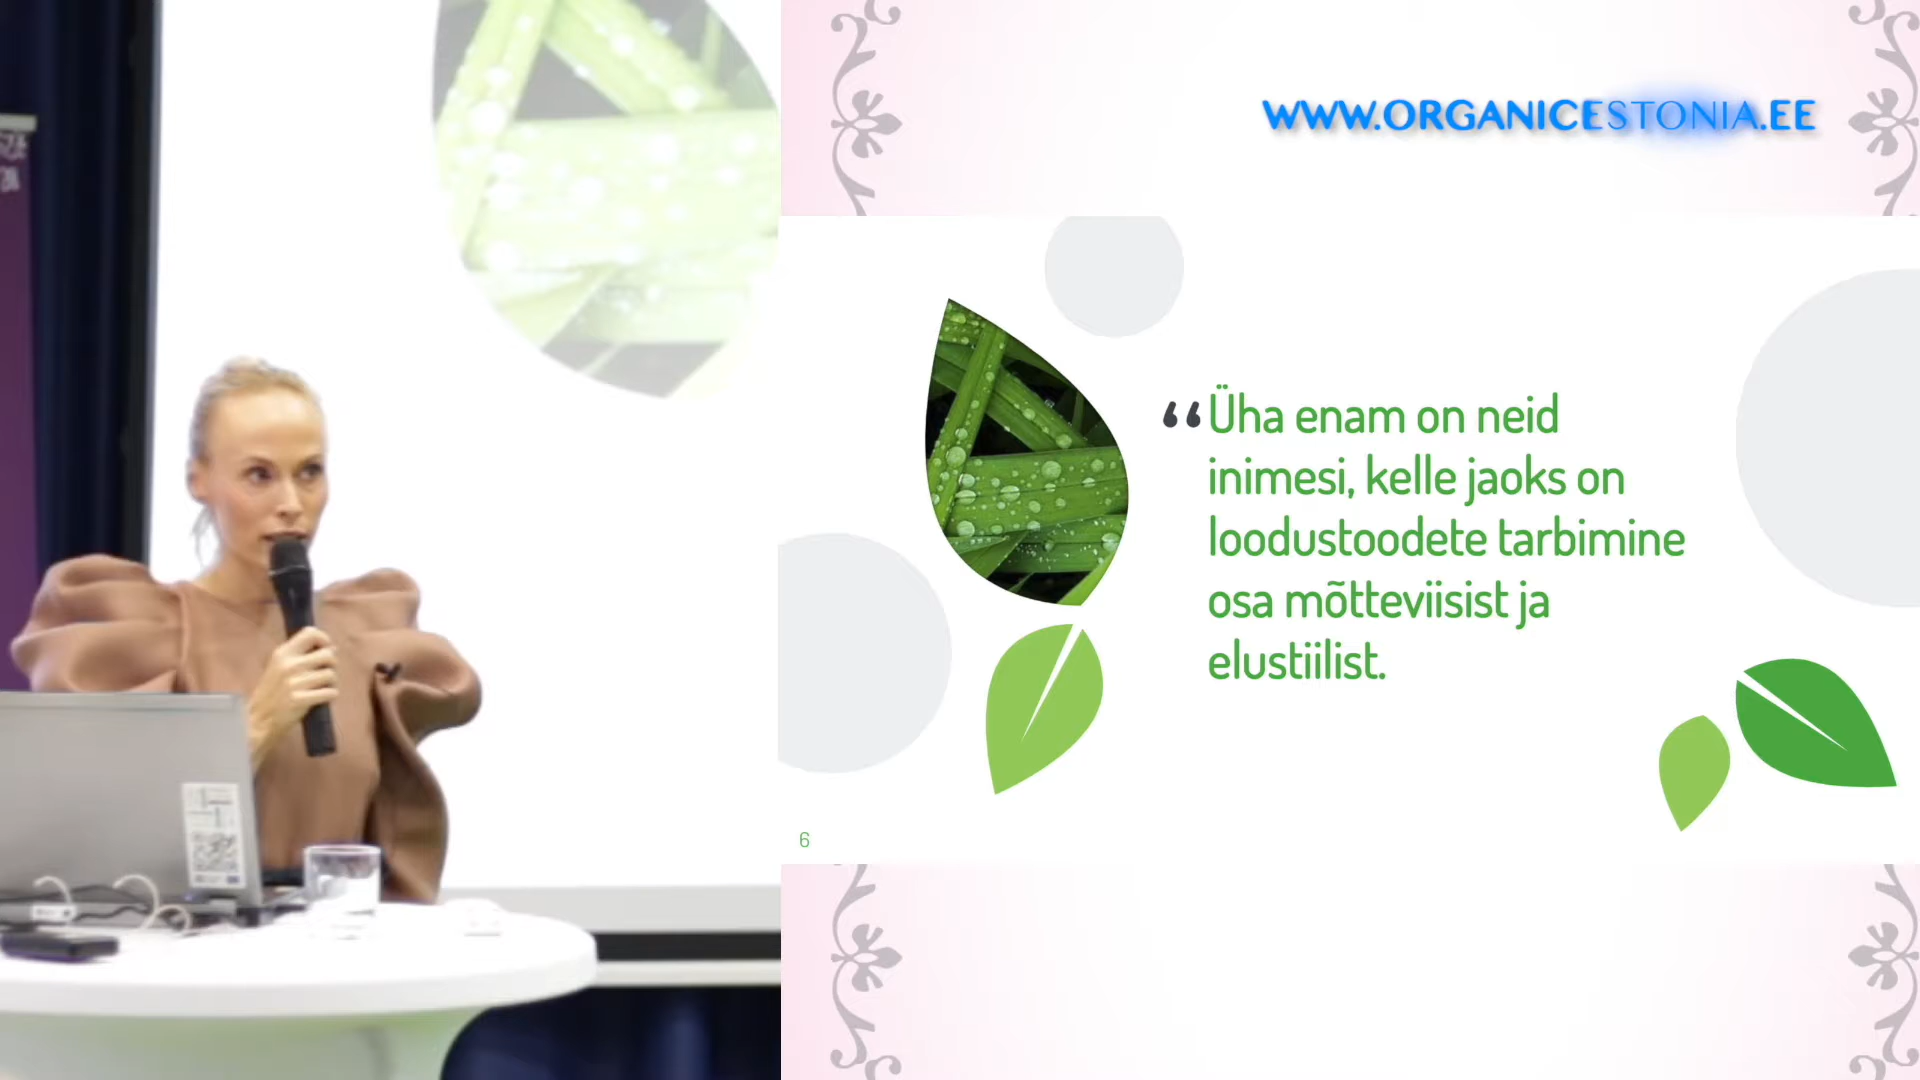 WWW.ORGANICESTONIA.EE
“Üha enam on neid
inimesi, kelle jaoks on
loodustoodete tarbimine
osa mõtteviisist ja
elustiilist.
6